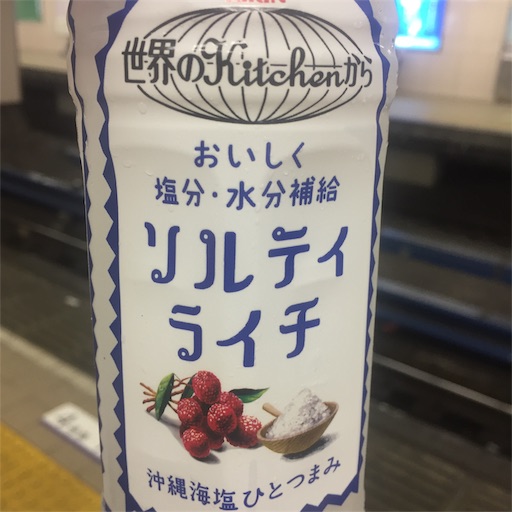 世界のKitchenから
おいしく
塩分・水分補給
ソルティ
ライチ
沖縄海塩ひとつまみ